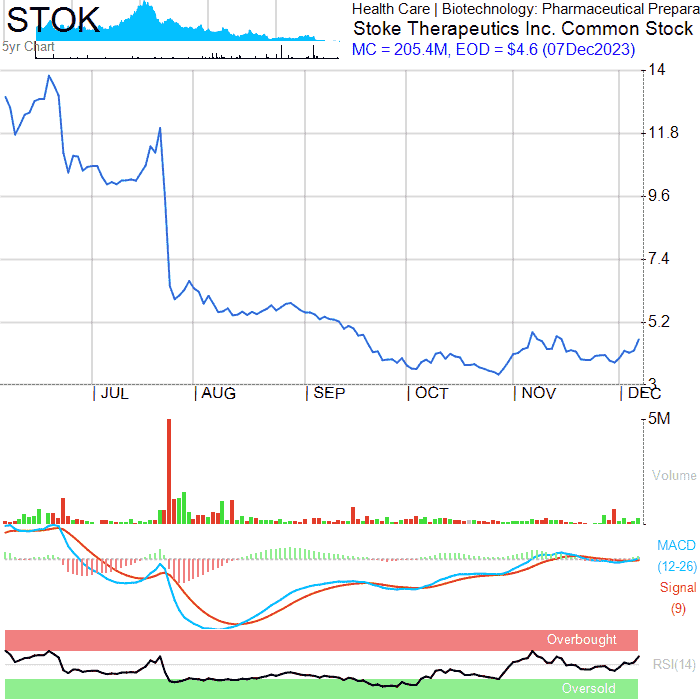 STOK
5yr Chart
Health Care | Biotechnology: Pharmaceutical Prepara
Stoke Therapeutics Inc. Common Stock
MC = 205.4M, EOD = $4.6 (07Dec2023)
14
11.8
9.6
7.4
5.2
3
JUL
AUG
SEP
OCT
NOV
DEC
5M
Volume
MACD
(12-26)
Signal
(9)
Overbought
RSI(14)
Oversold